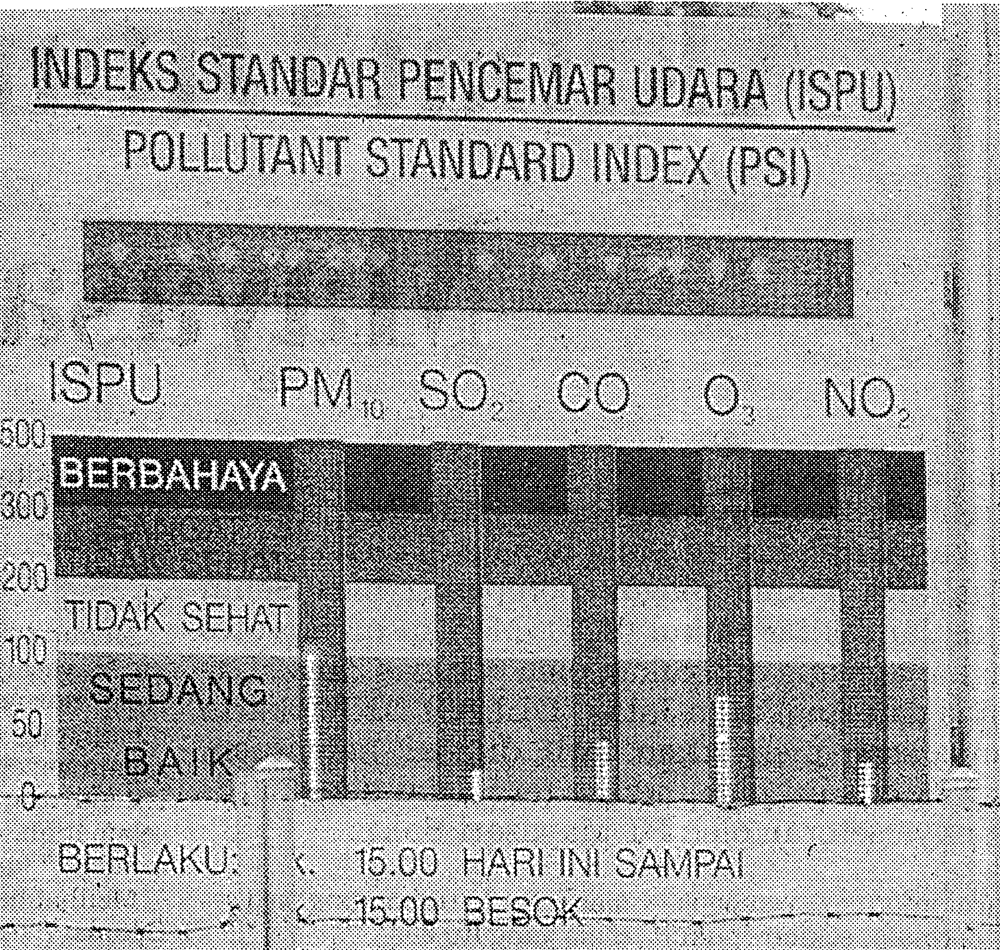 INDEKS STANDAR PENCEMAR UDARA (ISPU)
POLLUTANT STANDARD INDEX (PSI)
ISPU PM10 SO2 CO O3 NO2
500
BERBAHAYA
300
200
TIDAK SEHAT
100
SEDANG
50
BAIK
0
BERLAKU: 15.00 HARI INI SAMPAI
15.00 BESOK